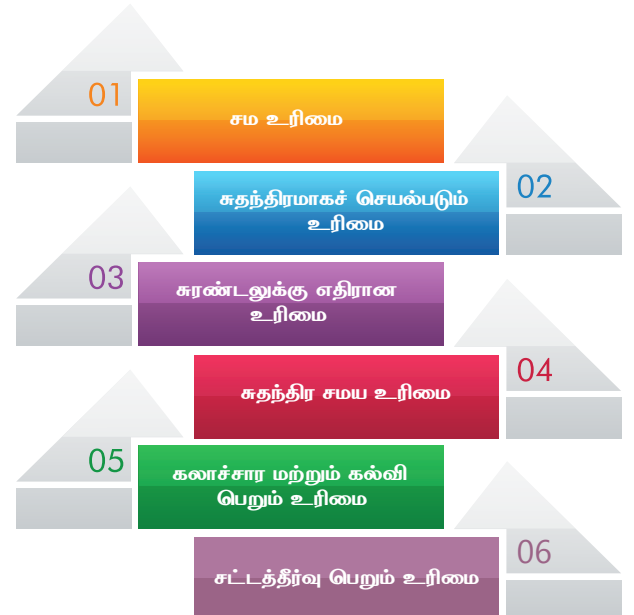 01
சம உரிமை
02
சுதந்திரமாகச் செயல்படும்
உரிமை
03
சுரண்டலுக்கு எதிரான
உரிமை
04
சுதந்திர சமய உரிமை
05
கலாச்சார மற்றும் கல்வி
பெறும் உரிமை
06
சட்டத்தீர்வு பெறும் உரிமை